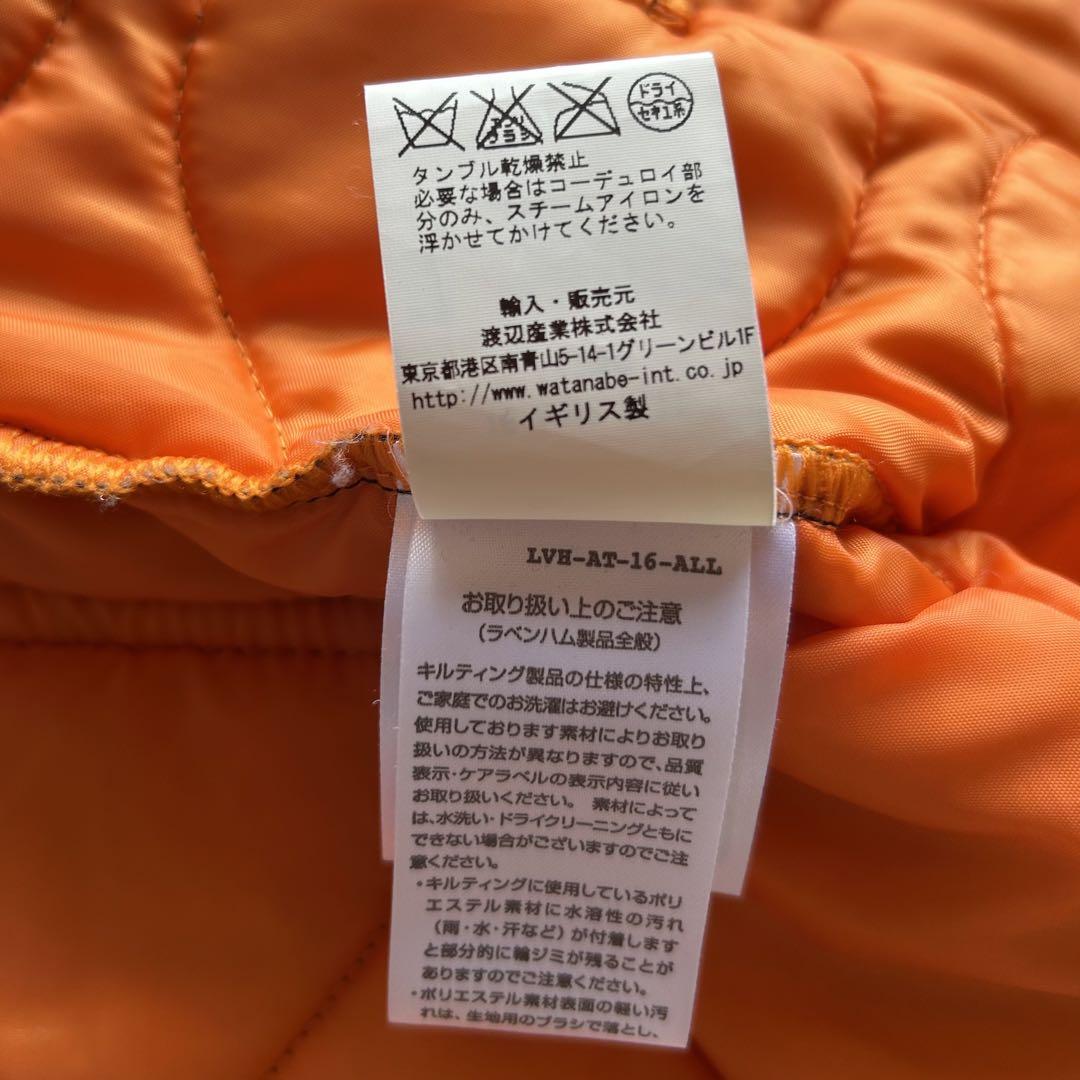 エンソ
サラシ
ドライ
セキユ系
タンブル乾燥禁止
必要な場合はコーデュロイ部
分のみ、スチームアイロンを
浮かせてかけてください。
輸入・販売元
渡辺産業株式会社
東京都港区南青山5-14-1グリーンビル1F
http://www.watanabe-int.co.jp
イギリス製
LVH-AT-16-ALL
お取り扱い上のご注意
(ラベンハム製品全般)
キルティング製品の仕様の特性上、
ご家庭でのお洗濯はお避けください。
使用しております素材によりお取り
扱いの方法が異なりますので、品質
表示・ケアラベルの表示内容に従い
お取り扱いください。 素材によって
は、水洗い・ドライクリーニングともに
できない場合がございますのでご注
意ください。
・キルティングに使用しているポリ
エステル素材に水溶性の汚れ
(雨・水・汗など)が付着します
と部分的に輪ジミが残ることが
ありますのでご注意ください。
・ポリエステル素材表面の軽い汚
れは、生地用のブラシで落とし、